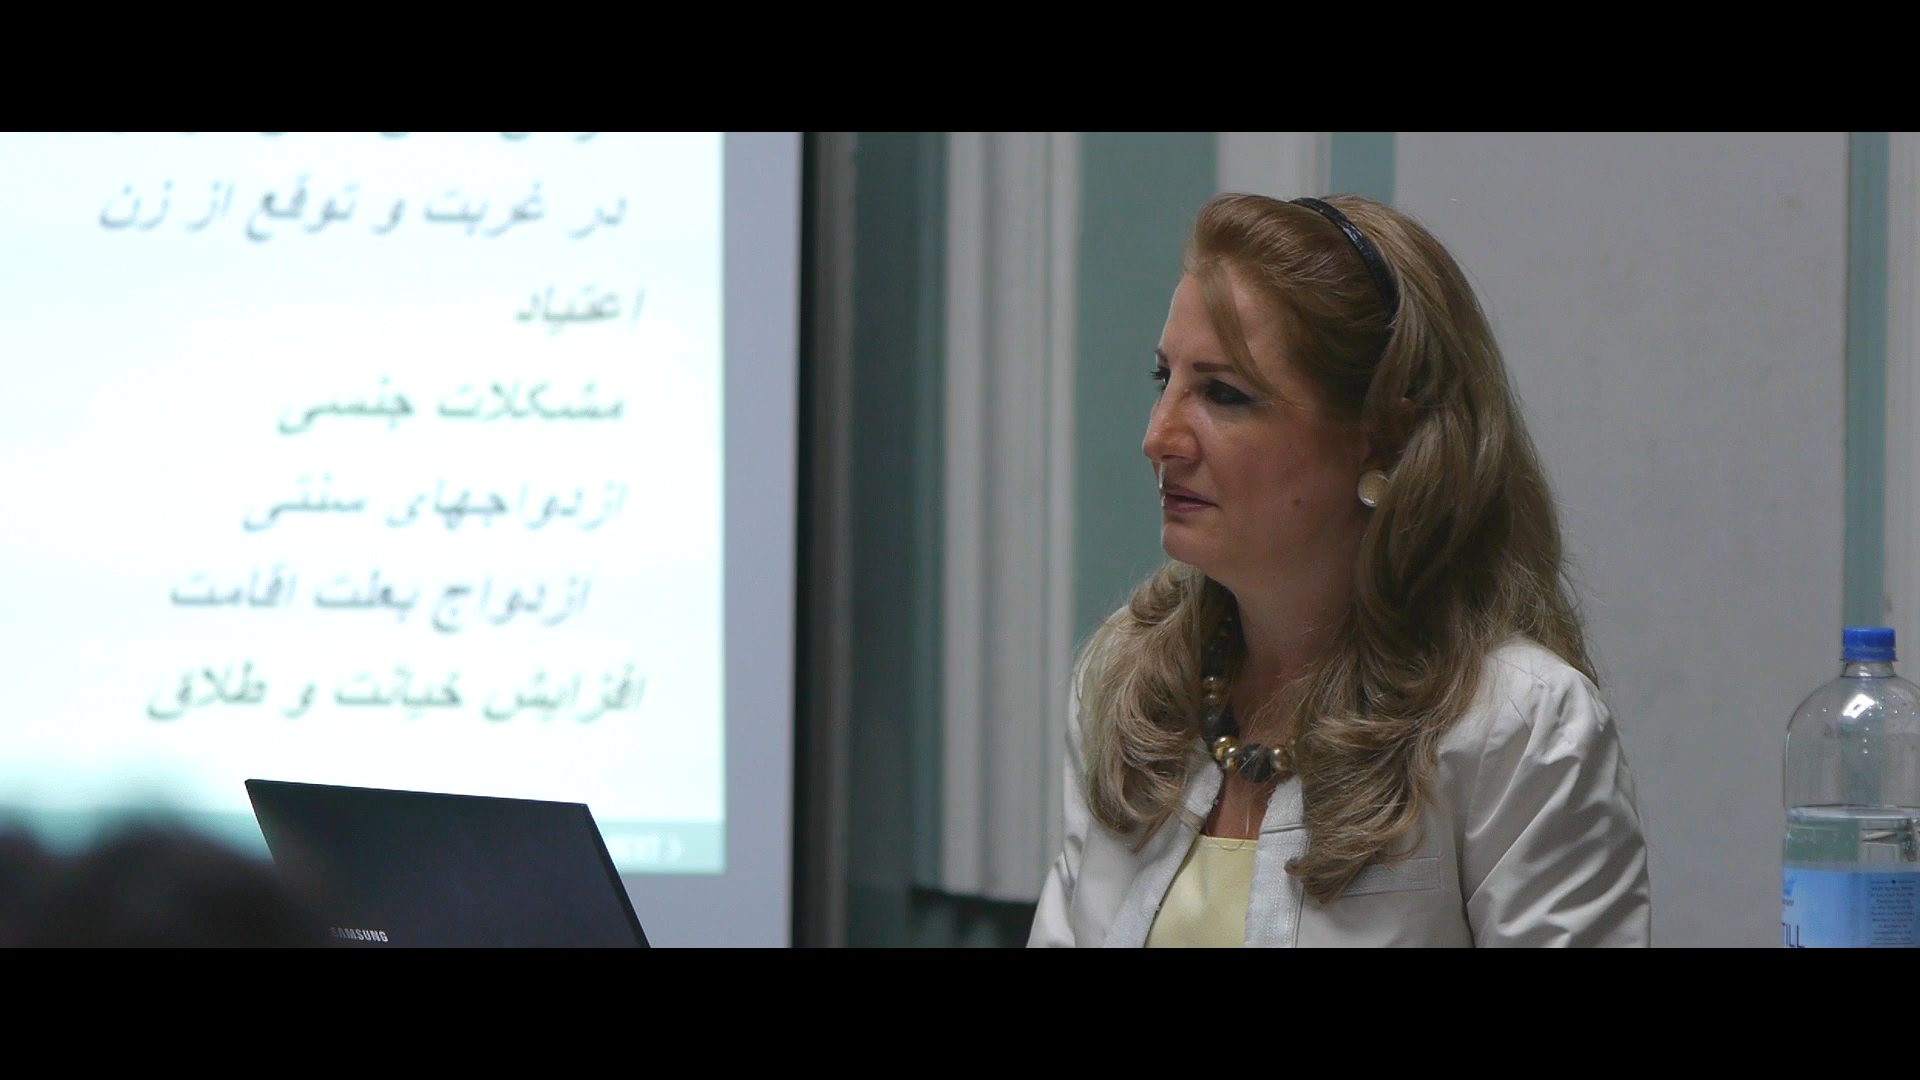 در غربت و توقع از زن
اعتیاد
مشکلات جنسی
ازدواجهای سنتی
ازدواج بعلت اقامت
افزایش خیانت و طلاق
SAMSUNG